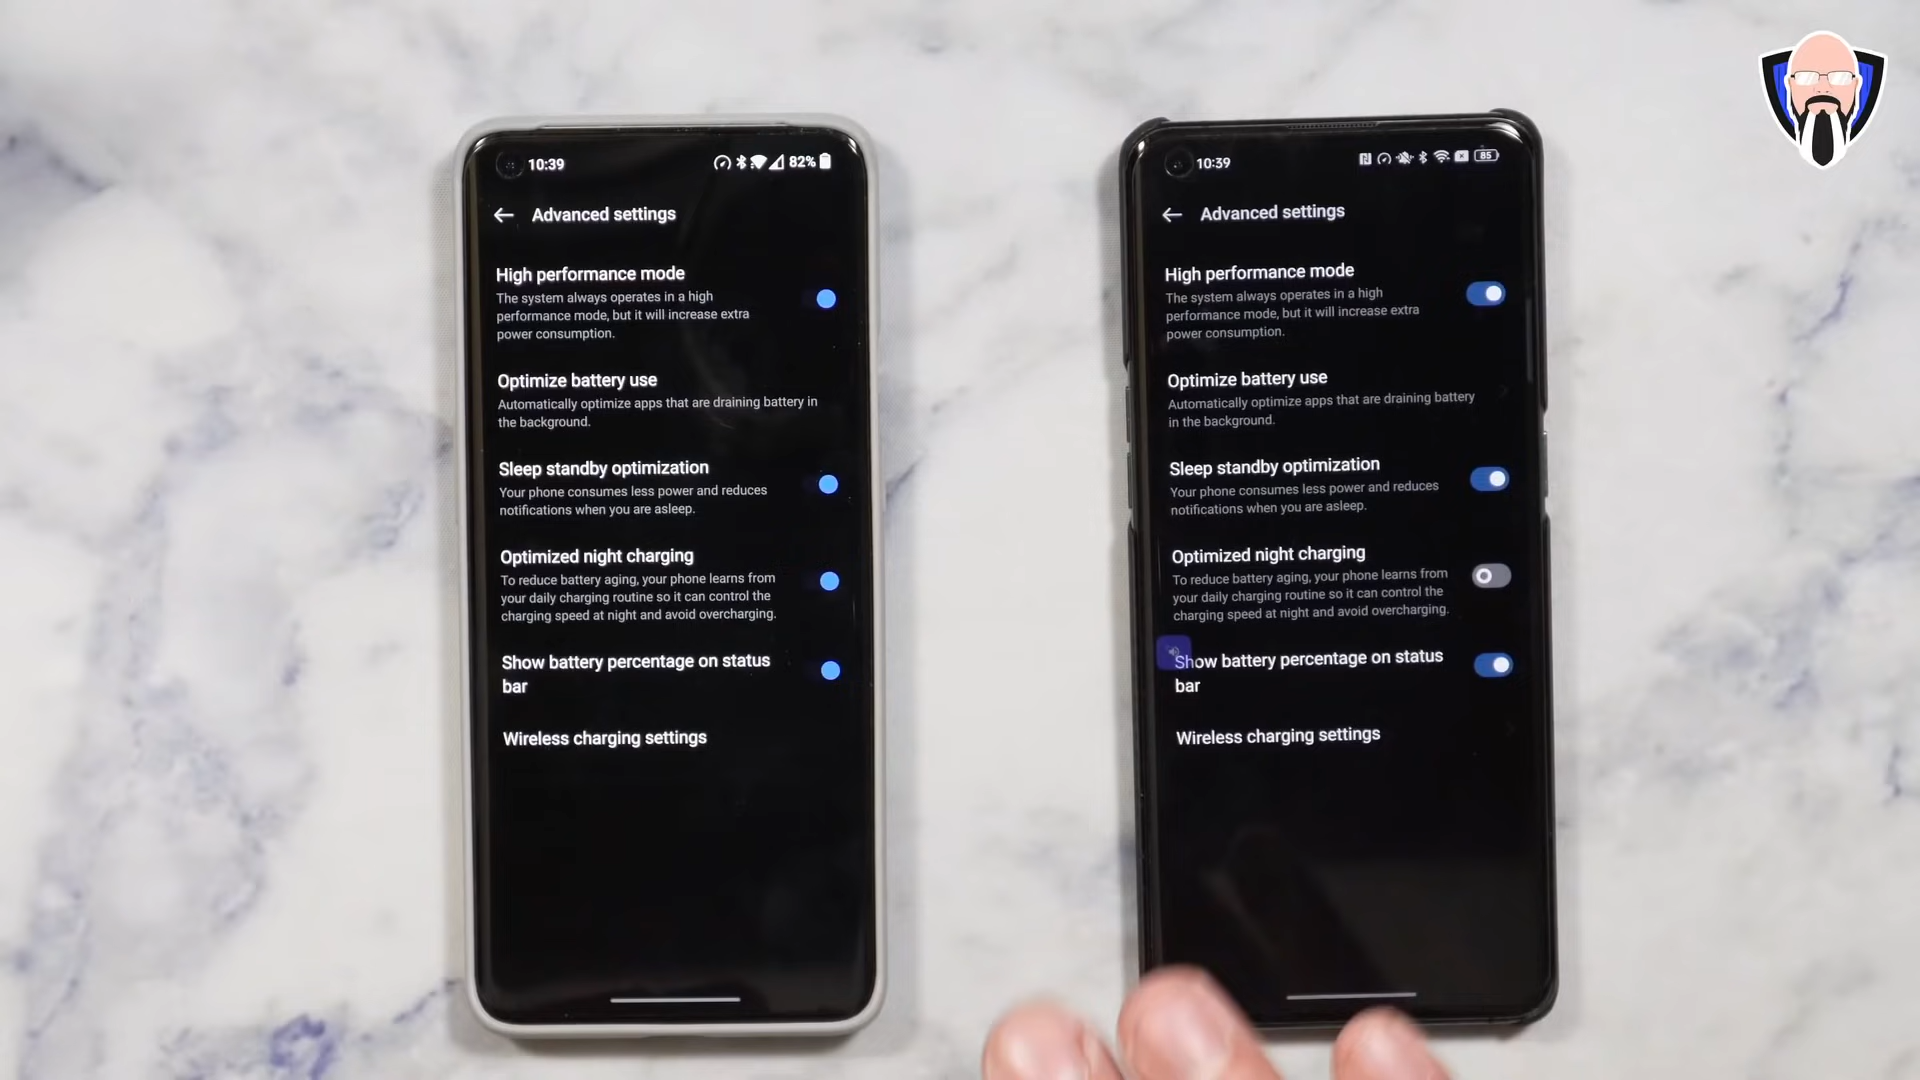 10:39
82%
Advanced settings
High performance mode
The system always operates in a high
performance mode, but it will increase extra
power consumption.
Optimize battery use
Automatically optimize apps that are draining battery in
the background.
Sleep standby optimization
Your phone consumes less power and reduces
notifications when you are asleep.
Optimized night charging
To reduce battery aging, your phone learns from
your daily charging routine so it can control the
charging speed at night and avoid overcharging.
Show battery percentage on status
bar
Wireless charging settings
10:39
85
Advanced settings
High performance mode
The system always operates in a high
performance mode, but it will increase extra
power consumption.
Optimize battery use
Automatically optimize apps that are draining battery
in the background.
Sleep standby optimization
Your phone consumes less power and reduces
notifications when you are asleep.
Optimized night charging
To reduce battery aging, your phone learns from
your daily charging routine so it can control the
charging speed at night and avoid overcharging.
Show battery percentage on status
bar
Wireless charging settings